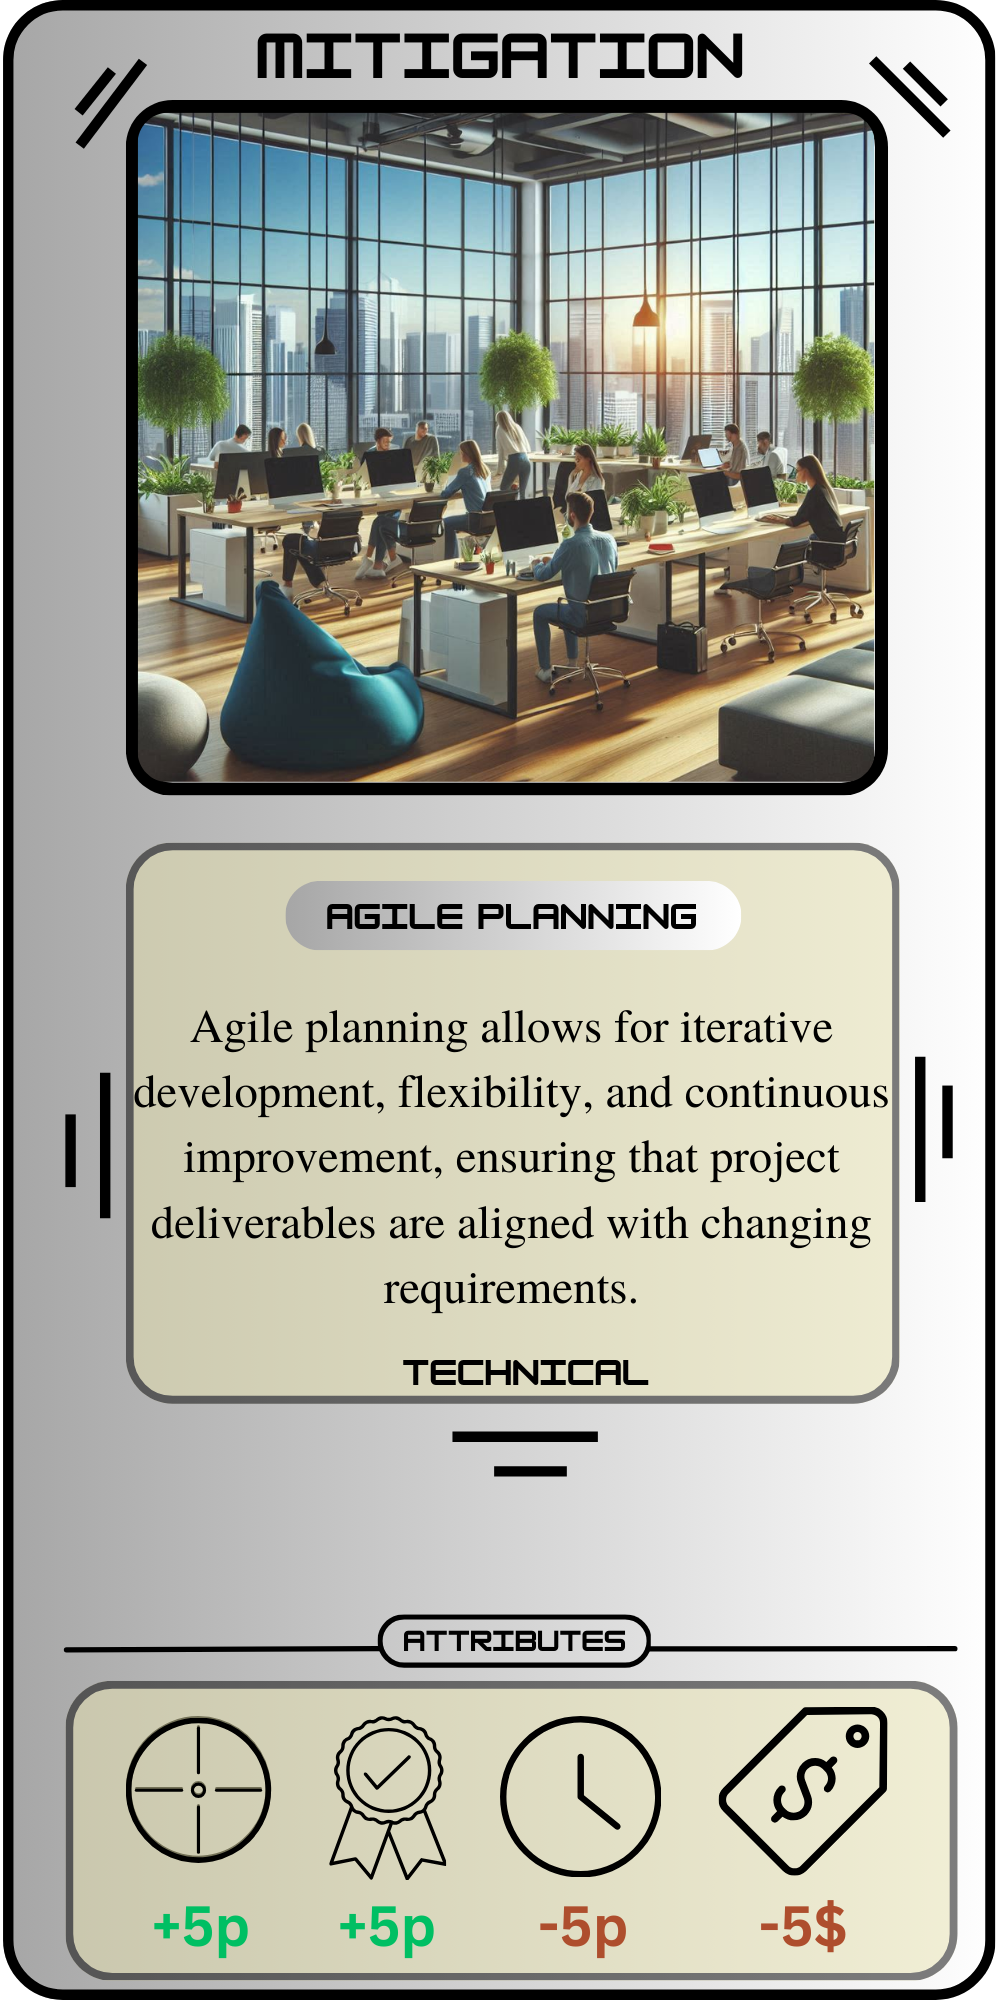 MITIGATION
AGILE PLANNING
Agile planning allows for iterative
development, flexibility, and continuous
improvement, ensuring that project
deliverables are aligned with changing
requirements.
TECHNICAL
ATTRIBUTES
$
+5p +5p -5p -5$